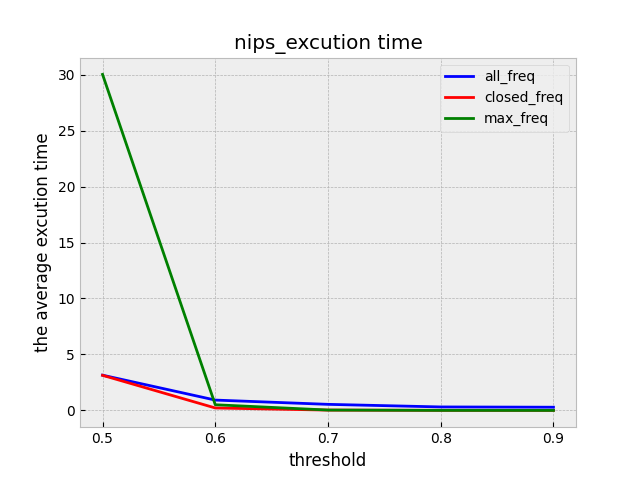 nips_excution time
all_freq
closed_freq
max_freq
the average excution time
30
25
20
15
10
5
0
0.5 0.6 0.7 0.8 0.9
threshold